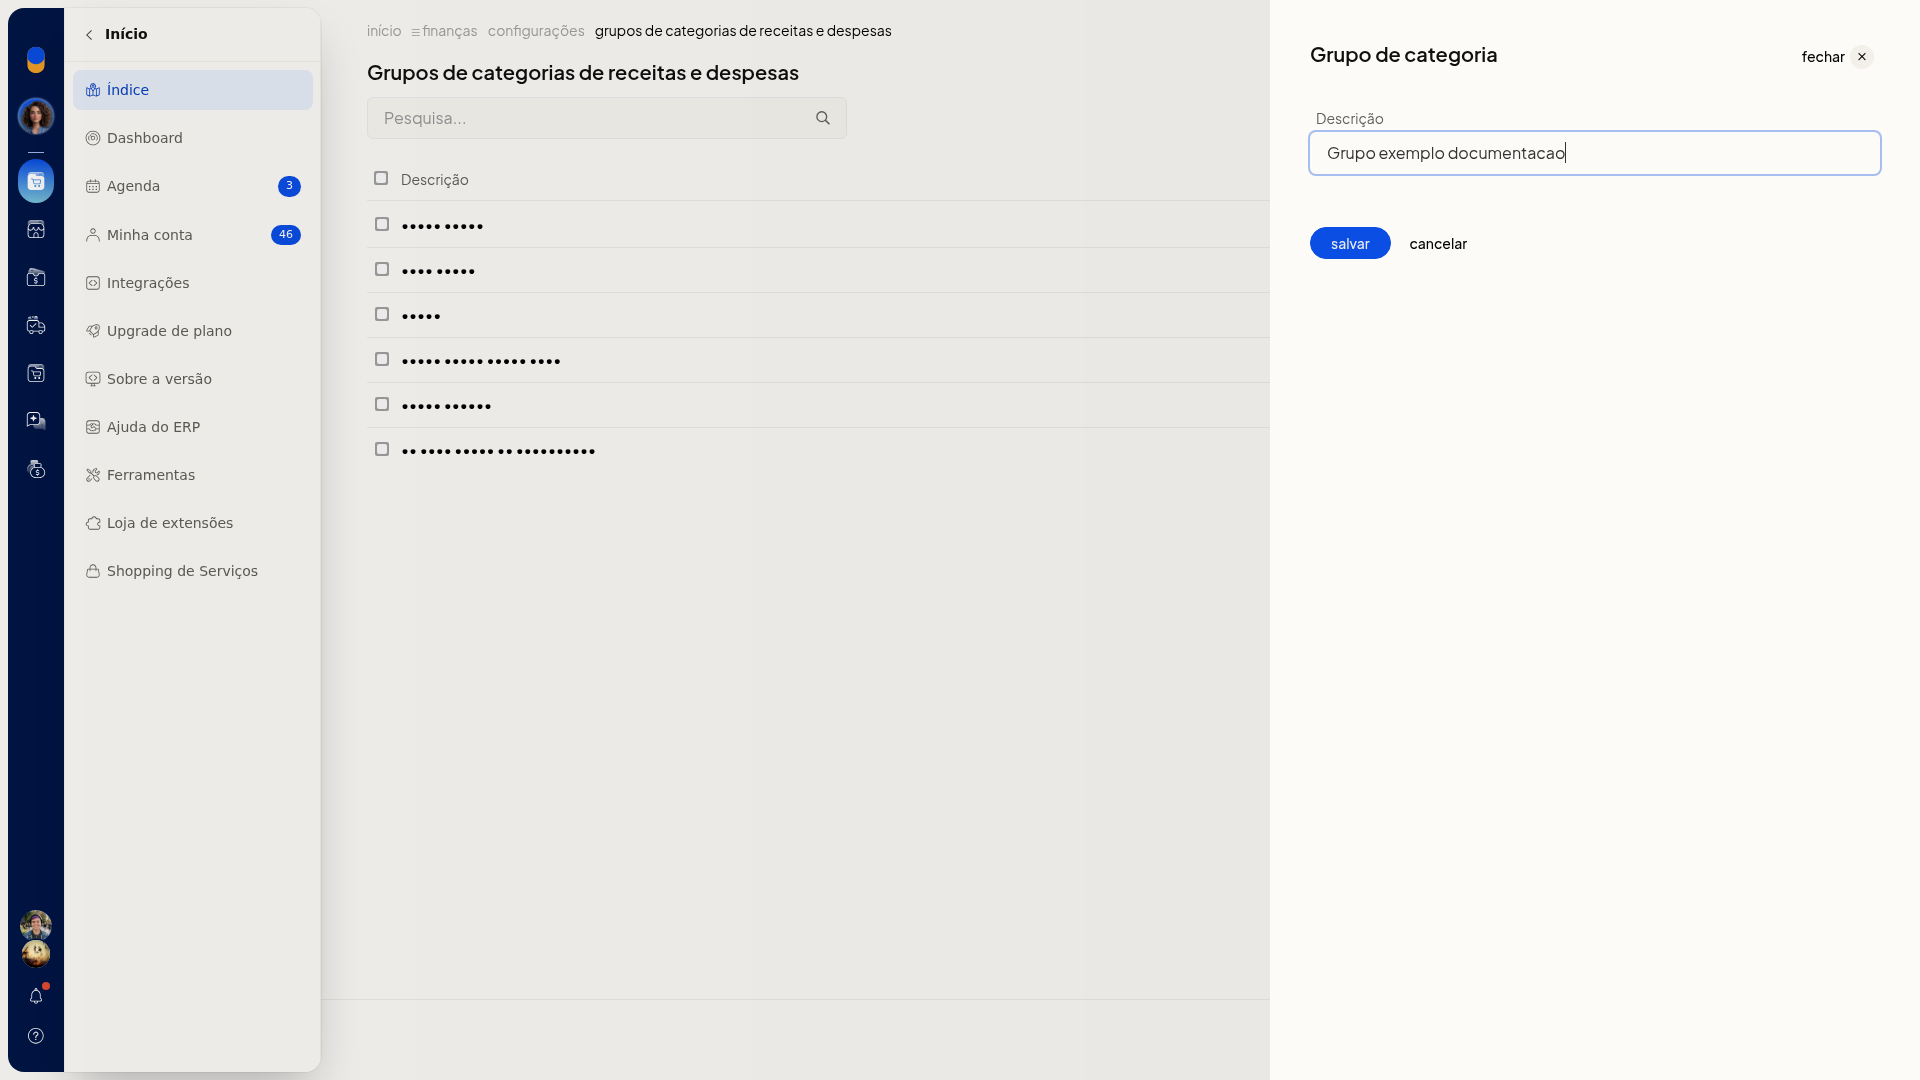 Início
Índice
Dashboard
Agenda 3
Minha conta 46
Integrações
Upgrade de plano
Sobre a versão
Ajuda do ERP
Ferramentas
Loja de extensões
Shopping de Serviços
início finanças configurações grupos de categorias de receitas e despesas
Grupos de categorias de receitas e despesas
Pesquisa...
Descrição
••••• •••••
•••• •••••
•••••
••••• ••••• ••••• ••••
••••• ••••••
•• •••• ••••• •• ••••••••••
Grupo de categoria
fechar ×
Descrição
Grupo exemplo documentacao
salvar cancelar